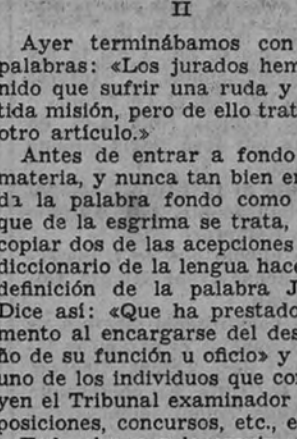 II
Ayer terminábamos con
palabras: «Los jurados hem
nido que sufrir una ruda y
tida misión, pero de ello trat
otro artículo.»
Antes de entrar a fondo
materia, y nunca tan bien em
da la palabra fondo como
que de la esgrima se trata,
copiar dos de las acepciones
diccionario de la lengua hace
definición de la palabra J
Dice así: «Que ha prestado
mento al encargarse del des
ño de su función u oficio» y
uno de los individuos que co
yen el Tribunal examinador
posiciones, concursos, etc., e